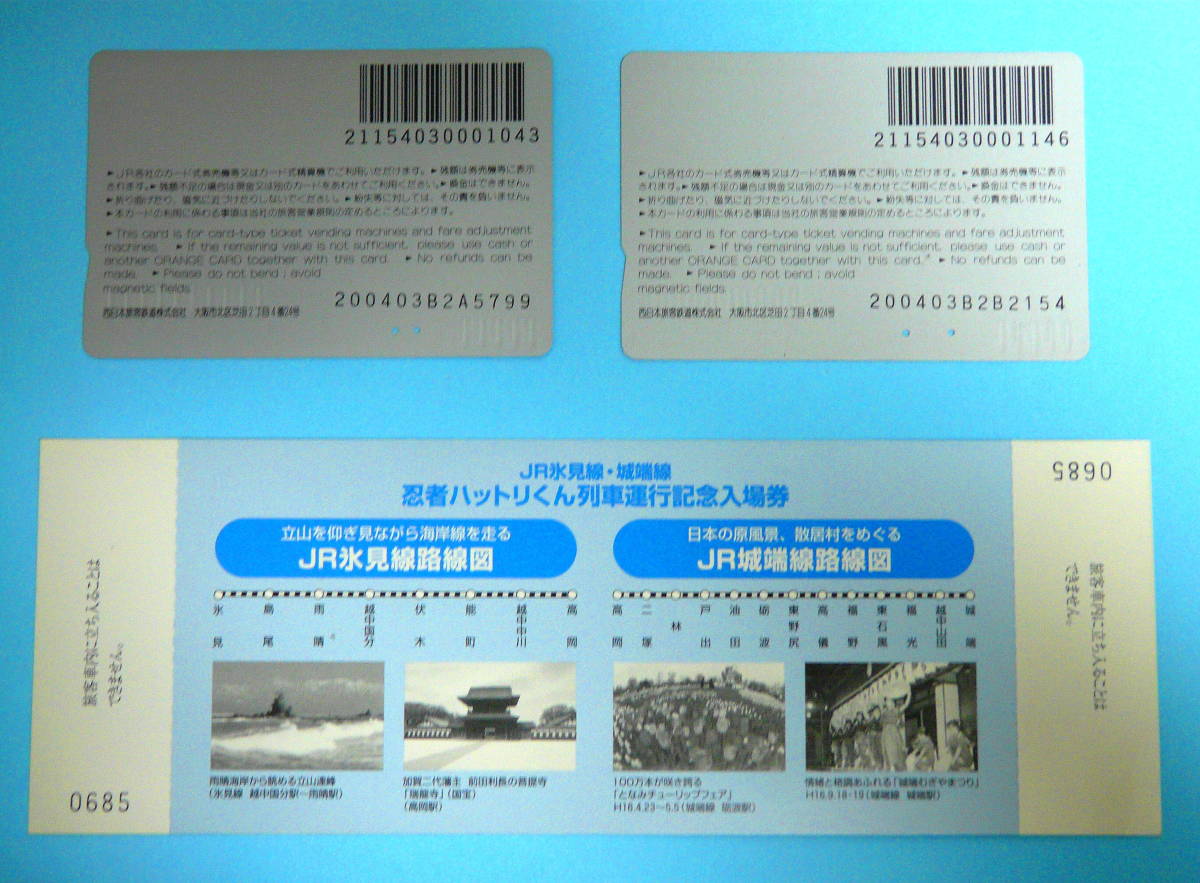 21154030001043
►JR各社のカード式券売機等又はカード式精算機でご利用いただけます。►残額は券売機等に表示
されます。►残額不足の場合は現金又は別のカードをあわせてご利用ください。►換金はできません。
►折り曲げたり、磁気に近づけたりしないでください。►紛失等に対しては、その責を負いません。
►本カードの利用に係わる事項は当社の旅客営業規則の定めるところによります。
►This card is for card-type ticket vending machines and fare adjustment
machines. ►If the remaining value is not sufficient, please use cash or
another ORANGE CARD together with this card. ►No refunds can be
made. ►Please do not bend ; avoid
magnetic fields.
200403B2A5799
西日本旅客鉄道株式会社 大阪市北区芝田2丁目4番24号
21154030001146
►JR各社のカード式券売機等又はカード式精算機でご利用いただけます。►残額は券売機等に表示
されます。►残額不足の場合は現金又は別のカードをあわせてご利用ください。►換金はできません。
►折り曲げたり、磁気に近づけたりしないでください。►紛失等に対しては、その責を負いません。
►本カードの利用に係わる事項は当社の旅客営業規則の定めるところによります。
►This card is for card-type ticket vending machines and fare adjustment
machines. ►If the remaining value is not sufficient, please use cash or
another ORANGE CARD together with this card. ►No refunds can be
made. ►Please do not bend ; avoid
magnetic fields.
200403B2B2154
西日本旅客鉄道株式会社 大阪市北区芝田2丁目4番24号
旅客車内に立ち入ることは
できません。
0685
JR氷見線・城端線
忍者ハットリくん列車運行記念入場券
立山を仰ぎ見ながら海岸線を走る
JR氷見線路線図
氷見
島尾
雨晴
越中国分
伏木
能町
越中中川
高岡
雨晴海岸から眺める立山連峰
(氷見線 越中国分駅〜雨晴駅)
加賀二代藩主 前田利長の菩提寺
「瑞龍寺」(国宝)
(高岡駅)
日本の原風景、散居村をめぐる
JR城端線路線図
高岡
二塚
林
戸出
油田
砺波
東野尻
高儀
福野
東石黒
福光
越中山田
城端
100万本が咲き誇る
「となみチューリップフェア」
H16.4.23〜5.5(城端線 砺波駅)
情緒と格調あふれる「城端むぎやまつり」
H16.9.18・19(城端線 城端駅)
0685
旅客車内に立ち入ることは
できません。